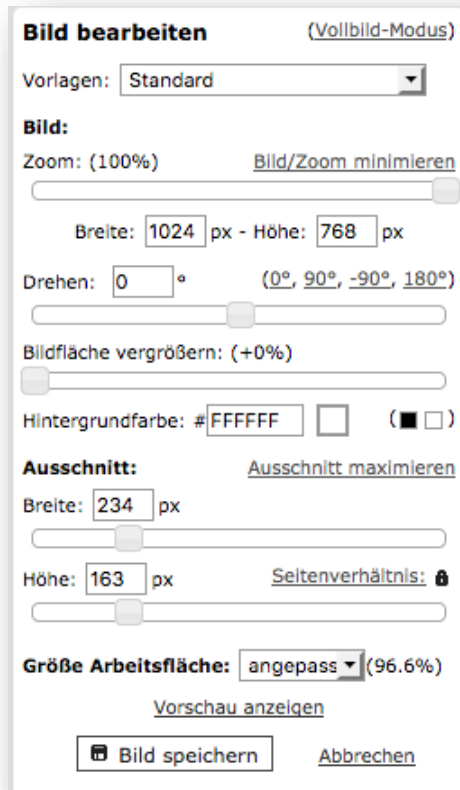 Bild bearbeiten (Vollbild-Modus)
Vorlagen: Standard
Bild:
Zoom: (100%) Bild/Zoom minimieren
Breite: 1024 px - Höhe: 768 px
Drehen: 0 ° (0°, 90°, -90°, 180°)
Bildfläche vergrößern: (+0%)
Hintergrundfarbe: #FFFFFF ( )
Ausschnitt: Ausschnitt maximieren
Breite: 234 px
Höhe: 163 px Seitenverhältnis:
Größe Arbeitsfläche: angepass (96.6%)
Vorschau anzeigen
Bild speichern Abbrechen